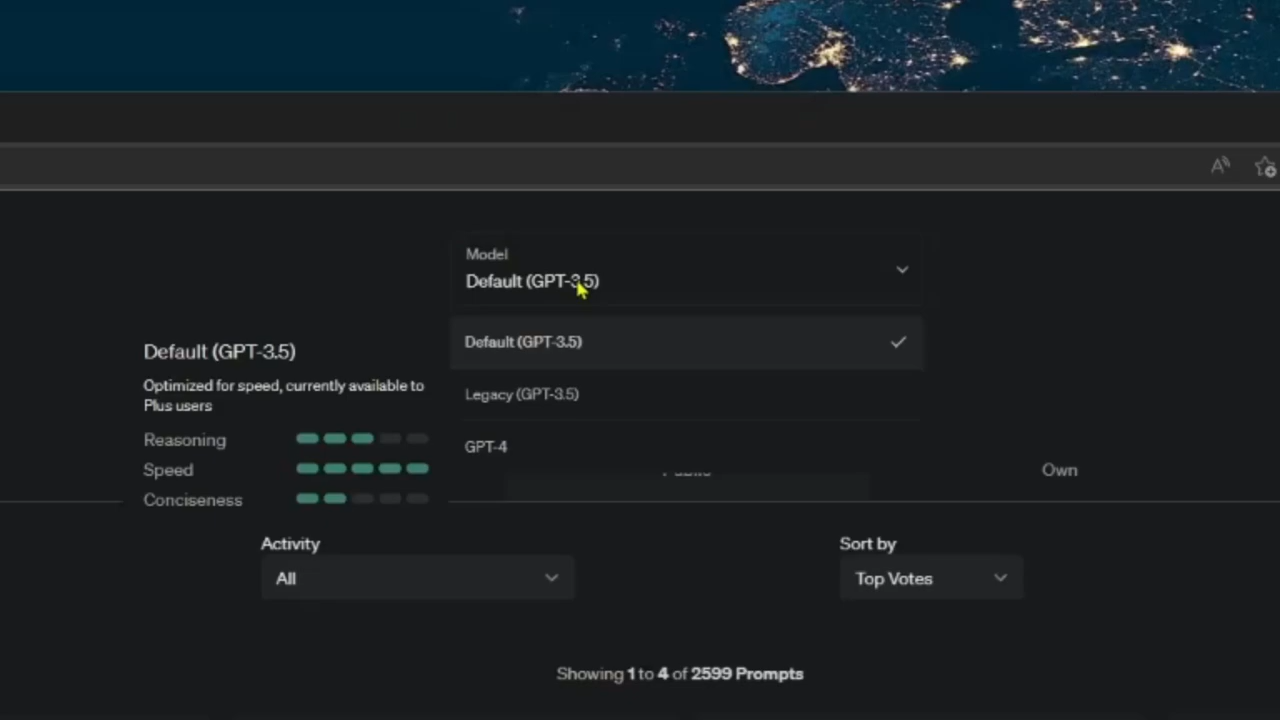 Model
Default (GPT-3.5)
Default (GPT-3.5)
Legacy (GPT-3.5)
GPT-4
Default (GPT-3.5)
Optimized for speed, currently available to
Plus users
Reasoning
Speed
Conciseness
Own
Activity
All
Sort by
Top Votes
Showing 1 to 4 of 2599 Prompts